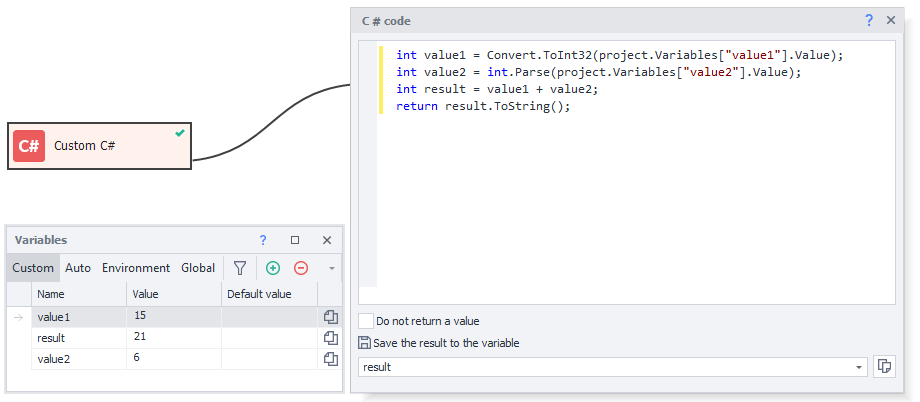 C # code
?
int value1 = Convert.ToInt32(project.Variables["value1"].Value);
int value2 = int.Parse(project.Variables["value2"].Value);
int result = value1 + value2;
return result.ToString();
C# Custom C#
Variables ?
Custom Auto Environment Global
Name Value Default value
value1 15
result 21
value2 6
Do not return a value
Save the result to the variable
result